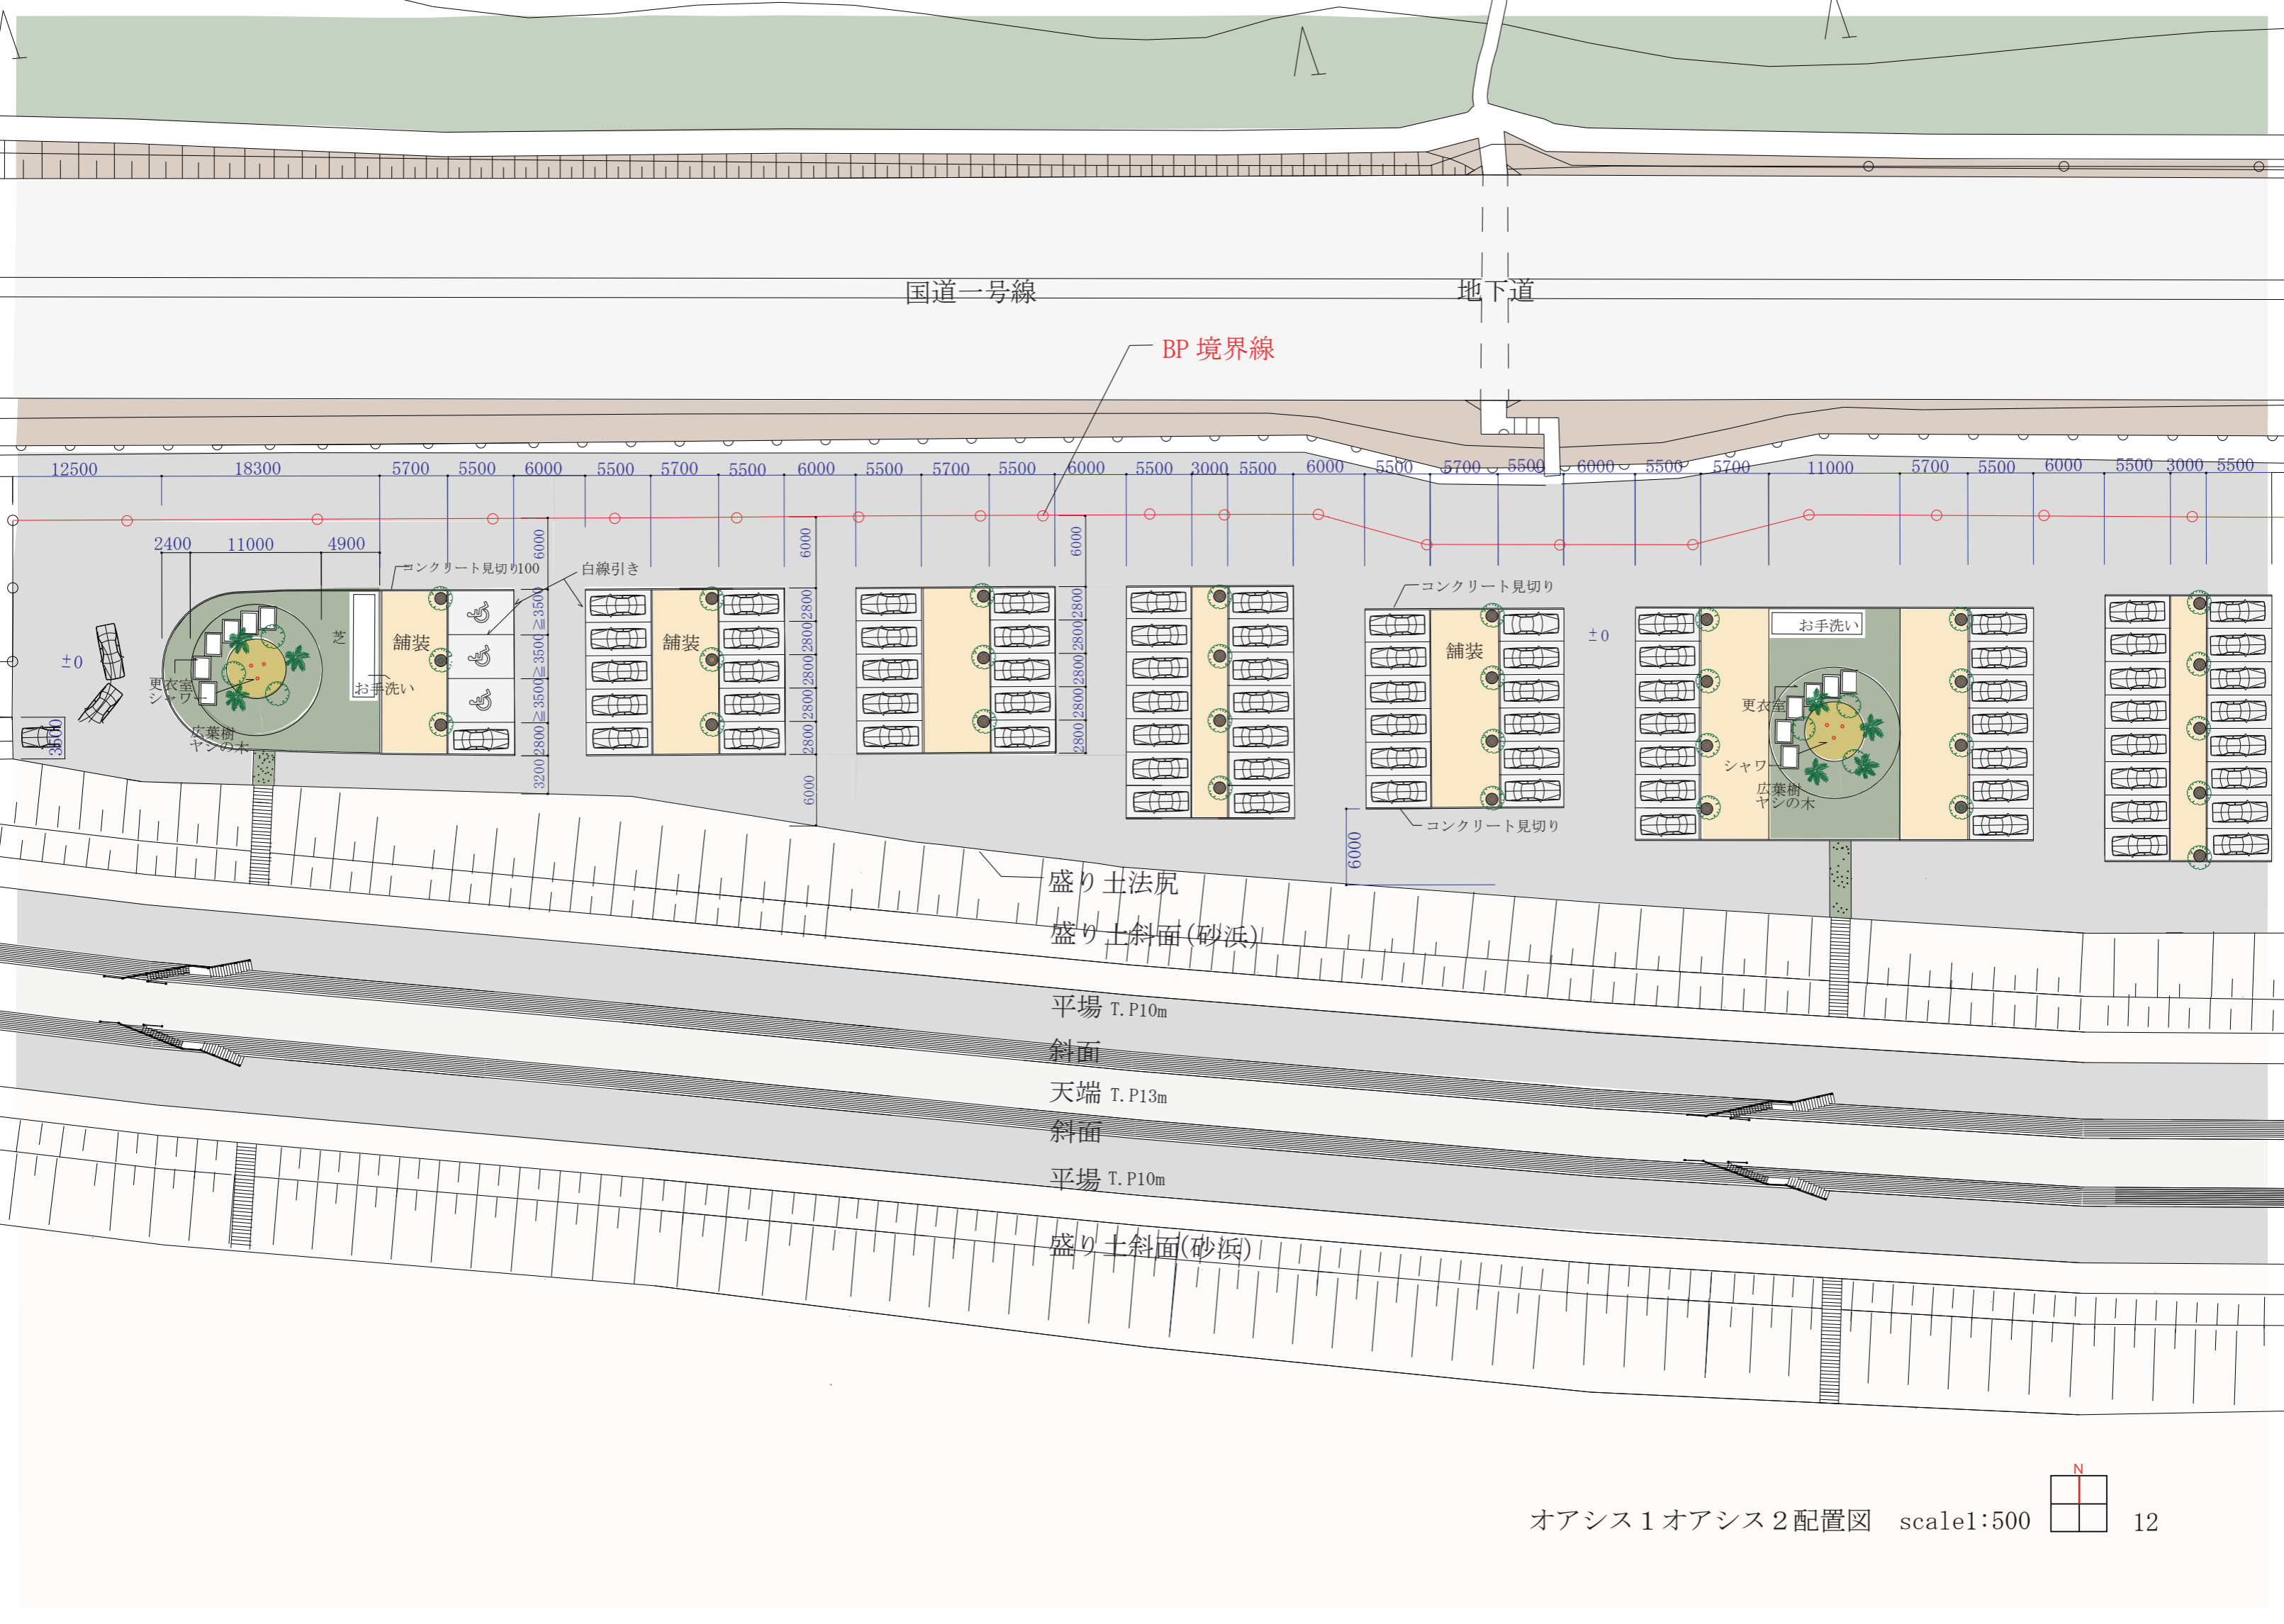 国道一号線
地下道
BP 境界線
12500
18300
5700
5500
6000
5500
5700
5500
6000
5500
5700
5500
6000
5500
3000
5500
6000
5500
5700
5500
6000
5500
5700
11000
5700
5500
6000
5500
3000
5500
2400
11000
4900
6000
6000
6000
コンクリート見切り100
白線引き
コンクリート見切り
≧3500
≧3500
≧3500
2800
3200
2800
2800
2800
2800
2800
6000
2800
2800
2800
2800
2800
±0
芝
舗装
舗装
舗装
±0
お手洗い
更衣室
シャワー
お手洗い
広葉樹
ヤシの木
3500
更衣室
シャワー
広葉樹
ヤシの木
コンクリート見切り
6000
盛り土法尻
盛り土斜面(砂浜)
平場 T.P10m
斜面
天端 T.P13m
斜面
平場 T.P10m
盛り土斜面(砂浜)
N
オアシス１オアシス２配置図　scale1:500
12